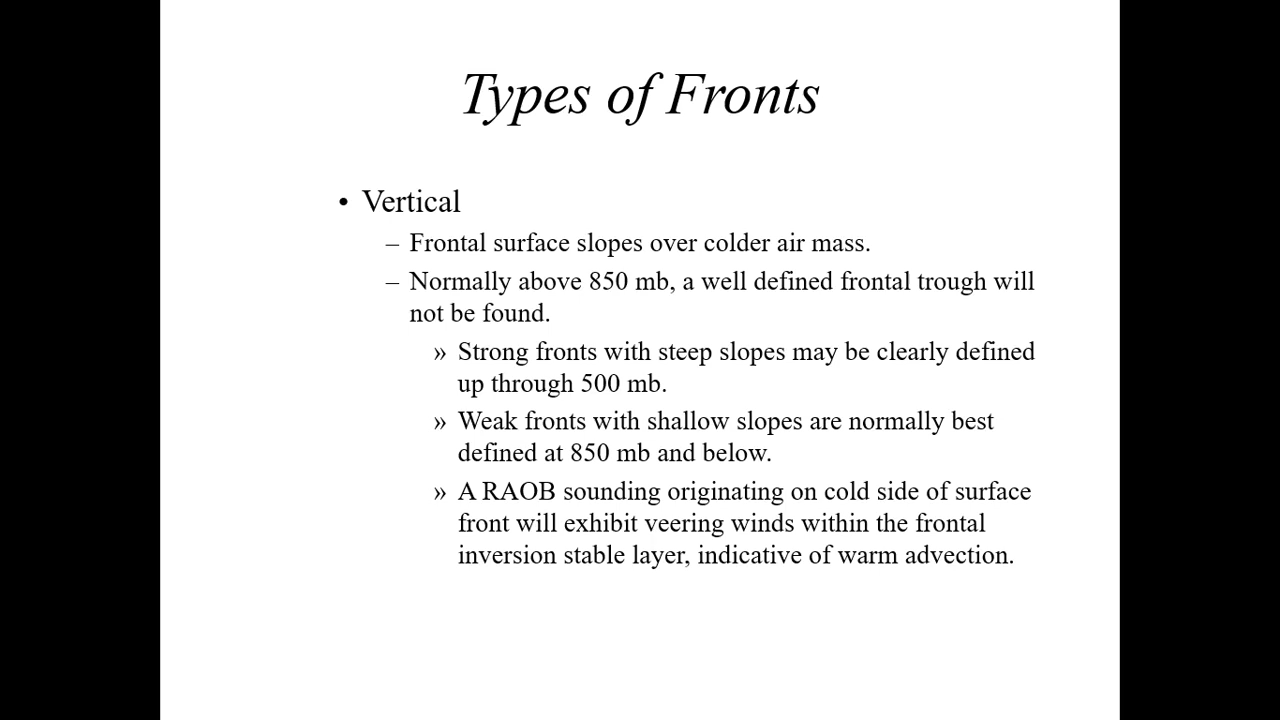 Types of Fronts
• Vertical
– Frontal surface slopes over colder air mass.
– Normally above 850 mb, a well defined frontal trough will
not be found.
» Strong fronts with steep slopes may be clearly defined
up through 500 mb.
» Weak fronts with shallow slopes are normally best
defined at 850 mb and below.
» A RAOB sounding originating on cold side of surface
front will exhibit veering winds within the frontal
inversion stable layer, indicative of warm advection.